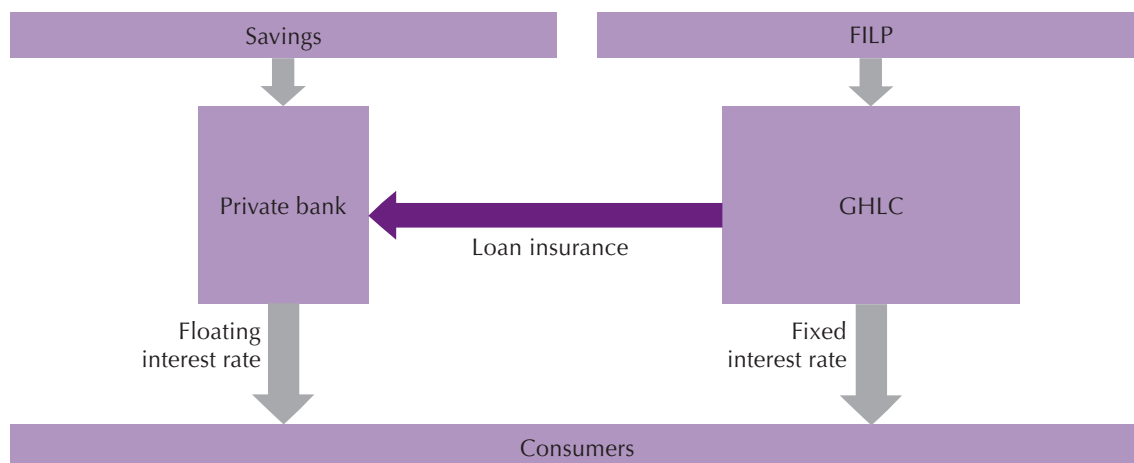 Savings
FILP
Private bank
GHLC
Loan insurance
Floating
interest rate
Fixed
interest rate
Consumers